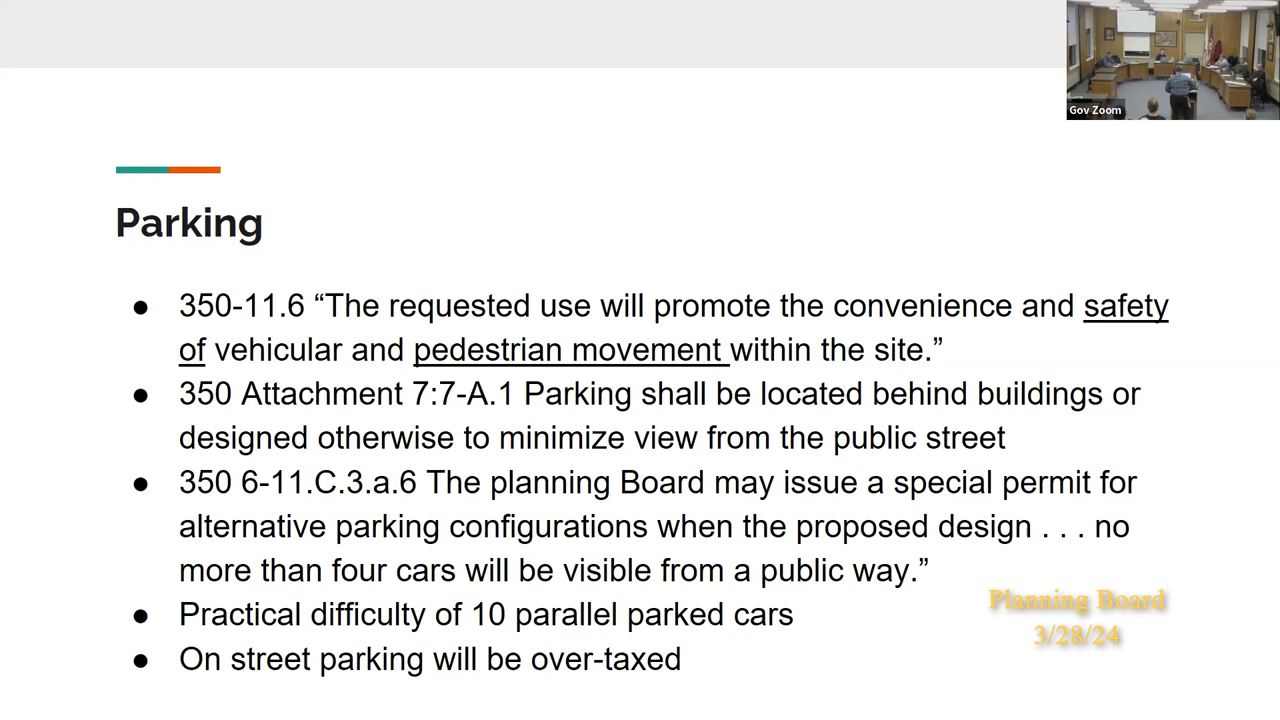 Gov Zoom
Parking
● 350-11.6 “The requested use will promote the convenience and safety
of vehicular and pedestrian movement within the site.”
● 350 Attachment 7:7-A.1 Parking shall be located behind buildings or
designed otherwise to minimize view from the public street
● 350 6-11.C.3.a.6 The planning Board may issue a special permit for
alternative parking configurations when the proposed design . . . no
more than four cars will be visible from a public way.”
● Practical difficulty of 10 parallel parked cars
● On street parking will be over-taxed
Planning Board
3/28/24